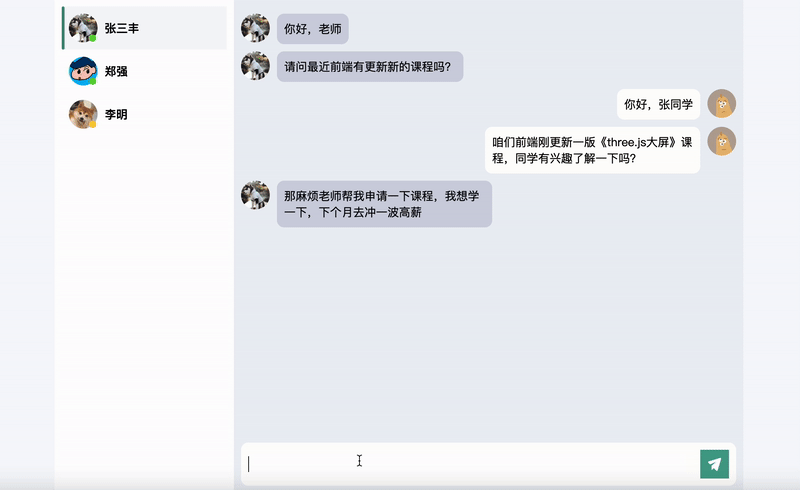 张三丰
郑强
李明
你好，老师
请问最近前端有更新新的课程吗？
你好，张同学
咱们前端刚更新一版《three.js大屏》课
程，同学有兴趣了解一下吗？
那麻烦老师帮我申请一下课程，我想学
一下，下个月去冲一波高薪